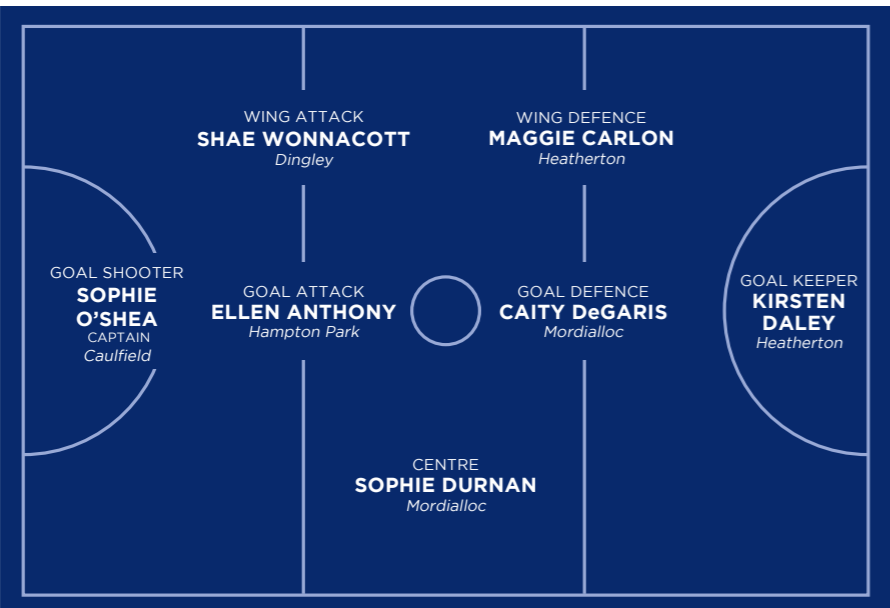 WING ATTACK
SHAE WONNACOTT
Dingley
WING DEFENCE
MAGGIE CARLON
Heatherton
GOAL SHOOTER
SOPHIE
O'SHEA
CAPTAIN
Caulfield
GOAL ATTACK
ELLEN ANTHONY
Hampton Park
GOAL DEFENCE
CAITY DeGARIS
Mordialloc
GOAL KEEPER
KIRSTEN
DALEY
Heatherton
CENTRE
SOPHIE DURNAN
Mordialloc